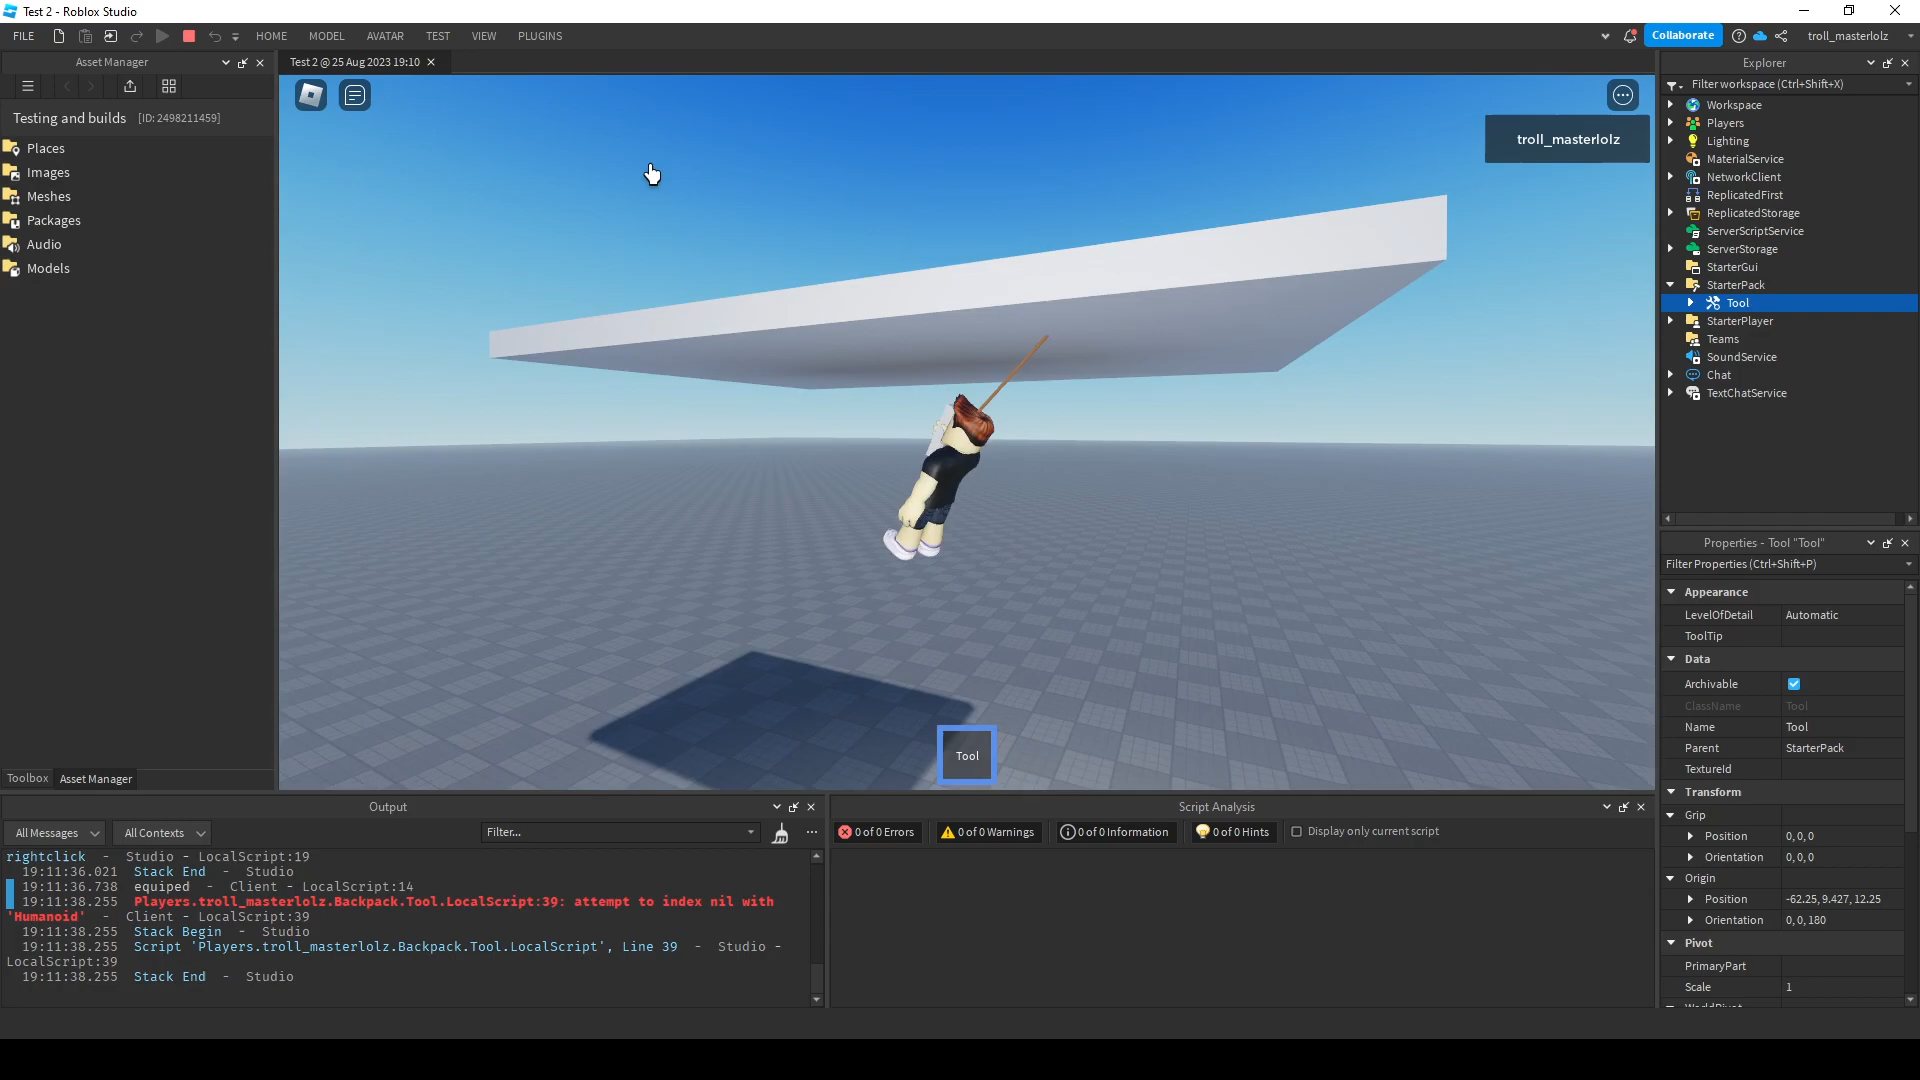 Test 2 - Roblox Studio
FILE
HOME
MODEL
AVATAR
TEST
VIEW
PLUGINS
Collaborate
troll_masterlolz
Asset Manager
Test 2 @ 25 Aug 2023 19:10
Testing and builds [ID: 2498211459]
Places
Images
Meshes
Packages
Audio
Models
troll_masterlolz
Tool
Explorer
Filter workspace (Ctrl+Shift+X)
Workspace
Players
Lighting
MaterialService
NetworkClient
ReplicatedFirst
ReplicatedStorage
ServerScriptService
ServerStorage
StarterGui
StarterPack
Tool
StarterPlayer
Teams
SoundService
Chat
TextChatService
Properties - Tool "Tool"
Filter Properties (Ctrl+Shift+P)
Appearance
LevelOfDetail Automatic
ToolTip
Data
Archivable
ClassName Tool
Name Tool
Parent StarterPack
TextureId
Transform
Grip
Position 0, 0, 0
Orientation 0, 0, 0
Origin
Position -62.25, 9.427, 12.25
Orientation 0, 0, 180
Pivot
PrimaryPart
Scale 1
Toolbox Asset Manager
Output
All Messages All Contexts Filter...
rightclick - Studio - LocalScript:19
19:11:36.021 Stack End - Studio
19:11:36.738 equiped - Client - LocalScript:14
19:11:38.255 Players.troll_masterlolz.Backpack.Tool.LocalScript:39: attempt to index nil with
'Humanoid' - Client - LocalScript:39
19:11:38.255 Stack Begin - Studio
19:11:38.255 Script 'Players.troll_masterlolz.Backpack.Tool.LocalScript', Line 39 - Studio -
LocalScript:39
19:11:38.255 Stack End - Studio
Script Analysis
0 of 0 Errors 0 of 0 Warnings 0 of 0 Information 0 of 0 Hints Display only current script